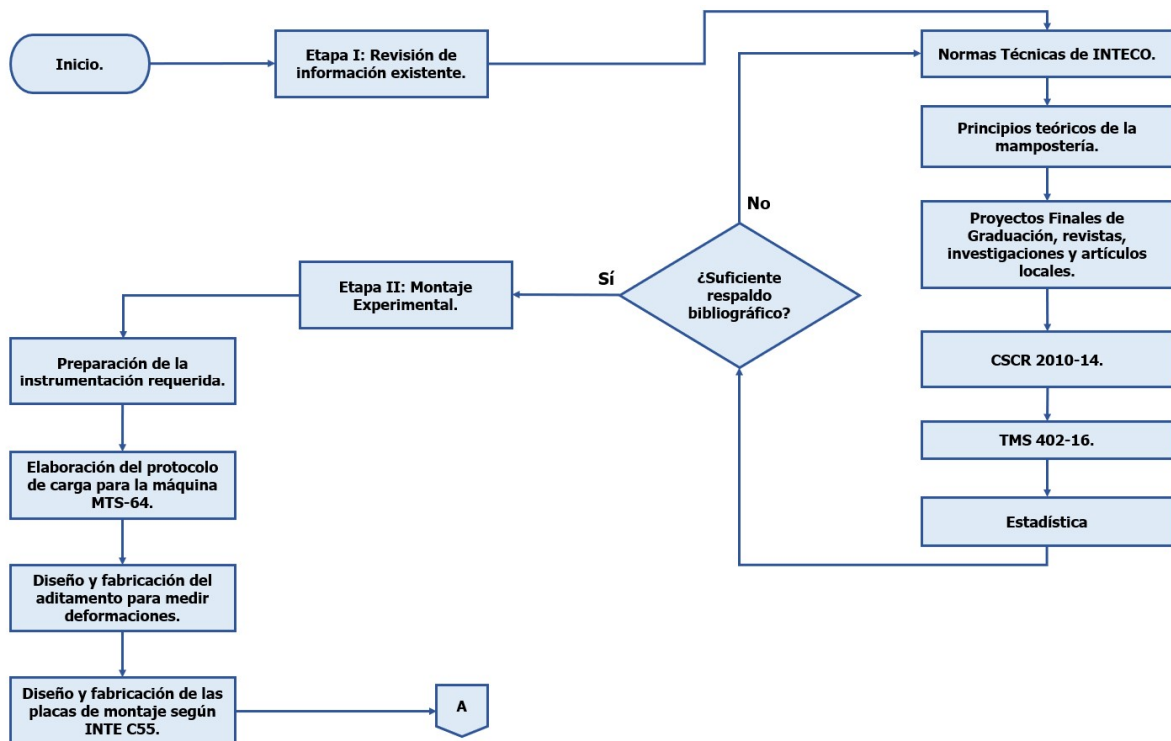 Inicio.
Etapa I: Revisión de
información existente.
Normas Técnicas de INTECO.
Principios teóricos de la
mampostería.
Proyectos Finales de
Graduación, revistas,
investigaciones y artículos
locales.
CSCR 2010-14.
TMS 402-16.
Estadística
¿Suficiente
respaldo
bibliográfico?
No
Sí
Etapa II: Montaje
Experimental.
Preparación de la
instrumentación requerida.
Elaboración del protocolo
de carga para la máquina
MTS-64.
Diseño y fabricación del
aditamento para medir
deformaciones.
Diseño y fabricación de las
placas de montaje según
INTE C55.
A